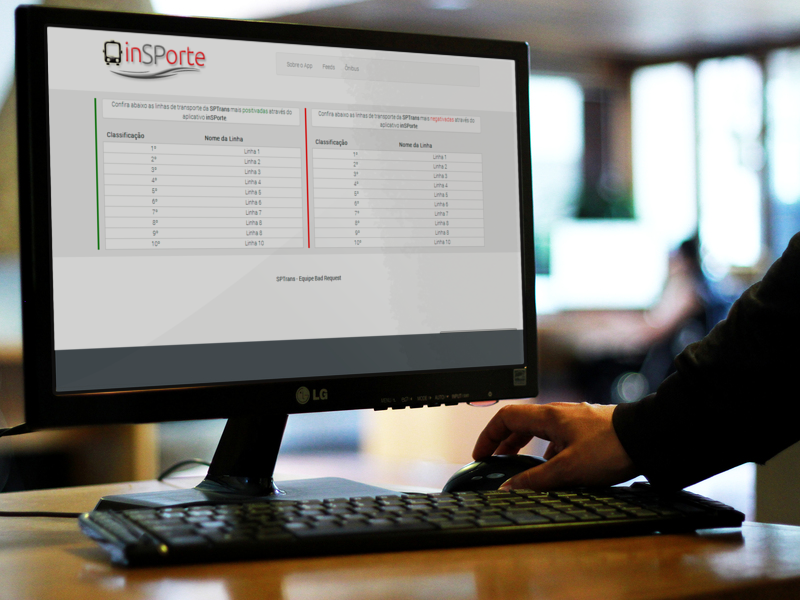 inSPorte
Sobre o App Feeds Ônibus
Confira abaixo as linhas de transporte da SPTrans mais positivadas através do
aplicativo inSPorte
Classificação Nome da Linha
1º Linha 1
2º Linha 2
3º Linha 3
4º Linha 4
5º Linha 5
6º Linha 6
7º Linha 7
8º Linha 8
9º Linha 9
10º Linha 10
Confira abaixo as linhas de transporte da SPTrans mais negativadas através do
aplicativo inSPorte
Classificação Nome da Linha
1º Linha 1
2º Linha 2
3º Linha 3
4º Linha 4
5º Linha 5
6º Linha 6
7º Linha 7
8º Linha 8
9º Linha 9
10º Linha 10
SPTrans - Equipe Bad Request
LG